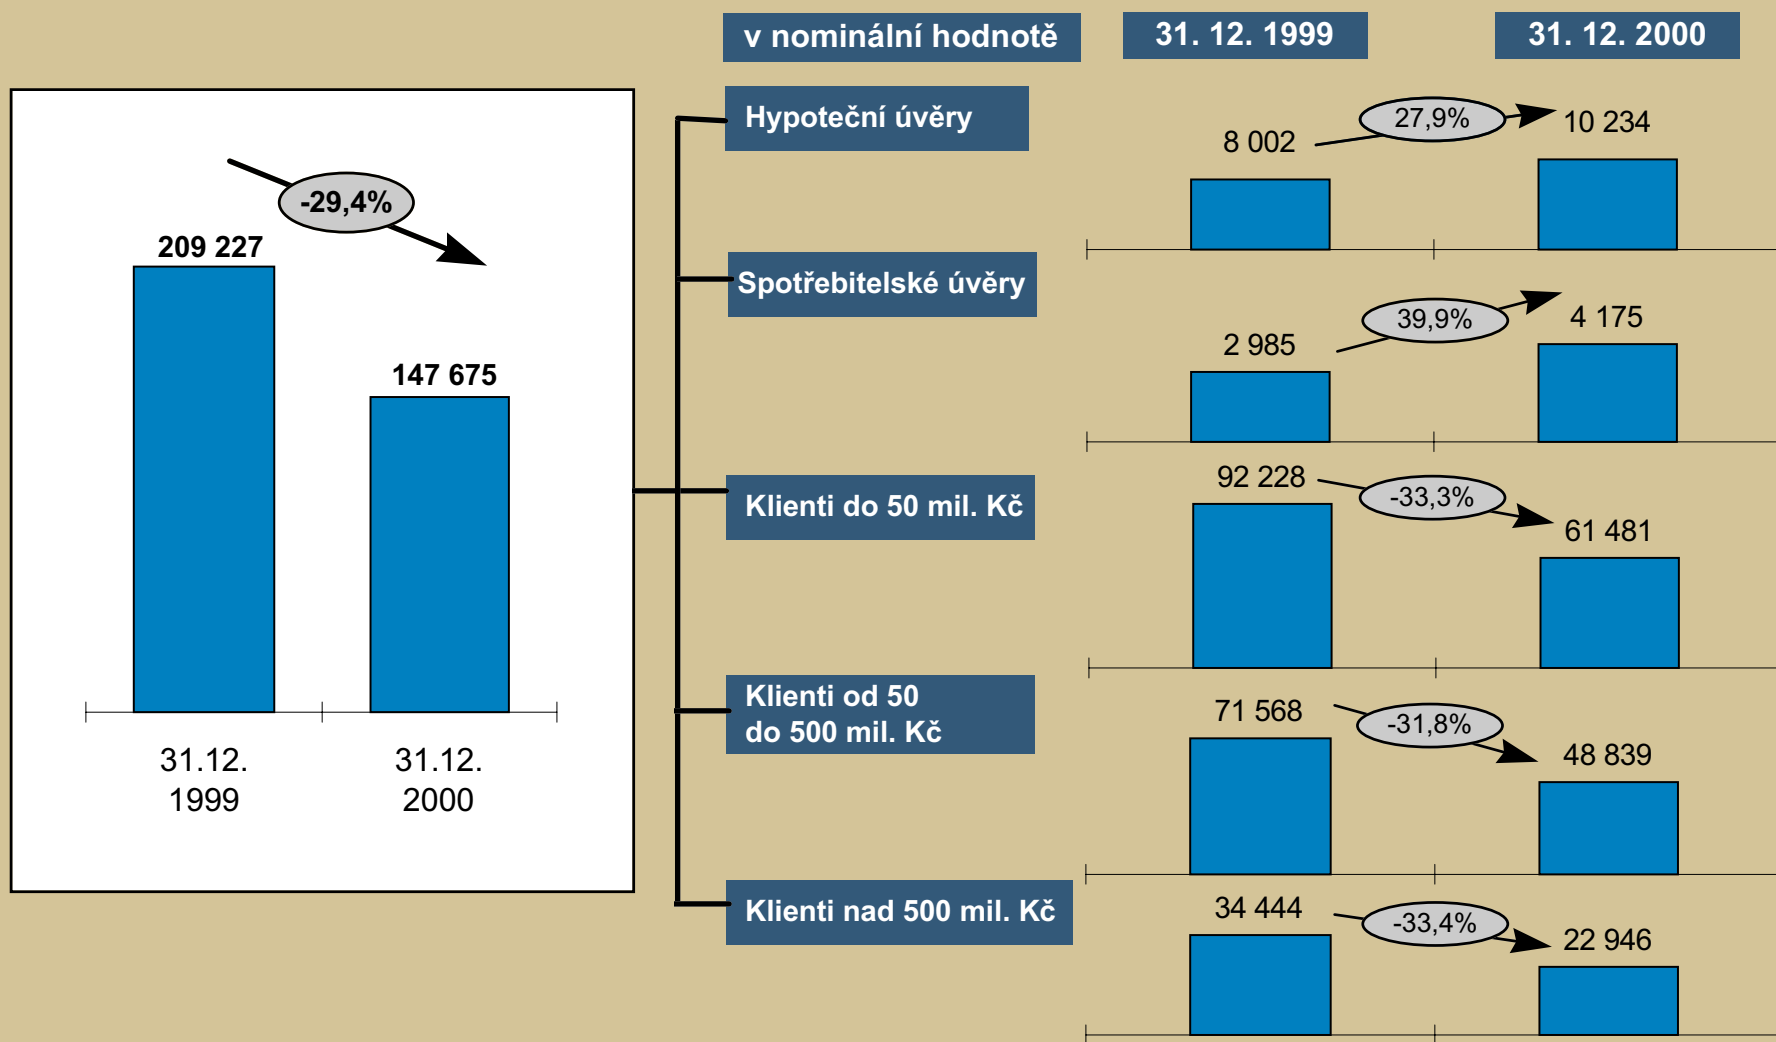 v nominální hodnotě
31. 12. 1999
31. 12. 2000
-29,4%
209 227
147 675
31.12.
1999
31.12.
2000
Hypoteční úvěry
8 002
27,9%
10 234
Spotřebitelské úvěry
2 985
39,9%
4 175
Klienti do 50 mil. Kč
92 228
-33,3%
61 481
Klienti od 50
do 500 mil. Kč
71 568
-31,8%
48 839
Klienti nad 500 mil. Kč
34 444
-33,4%
22 946